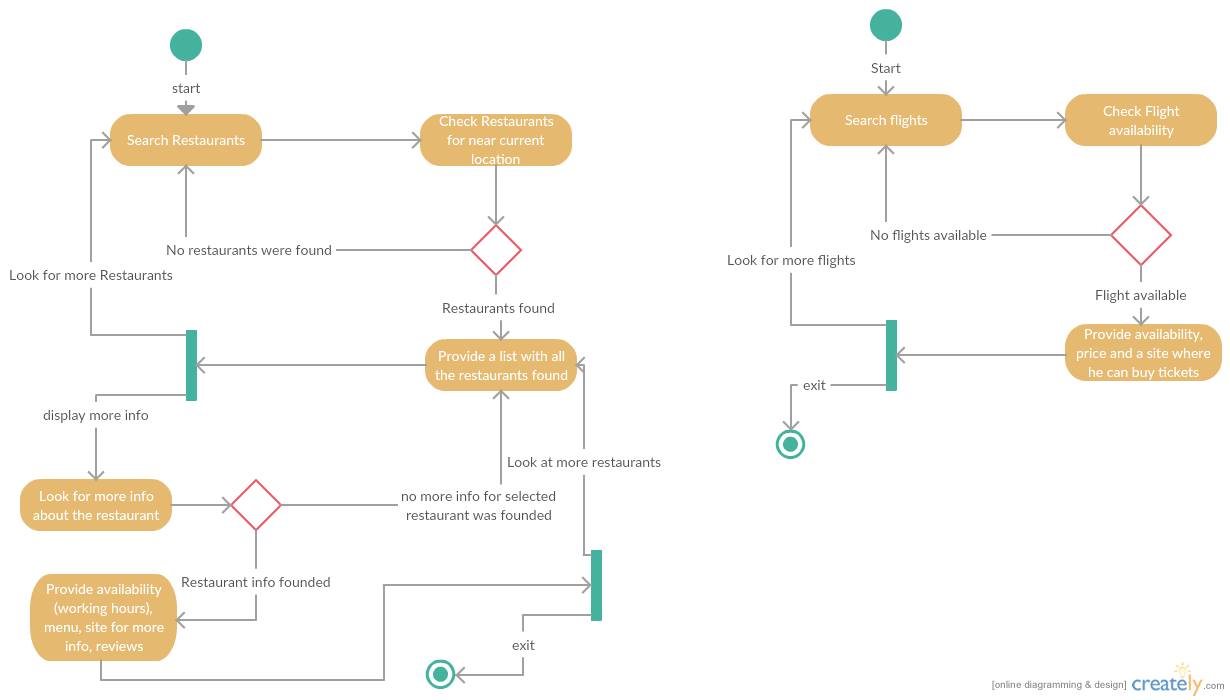 start
Search Restaurants
Check Restaurants
for near current
location
No restaurants were found
Look for more Restaurants
Restaurants found
Provide a list with all
the restaurants found
display more info
Look at more restaurants
Look for more info
about the restaurant
no more info for selected
restaurant was founded
Restaurant info founded
Provide availability
(working hours),
menu, site for more
info, reviews
exit
Start
Search flights
Check Flight
availability
No flights available
Look for more flights
Flight available
Provide availability,
price and a site where
he can buy tickets
exit
[online diagramming & design] creately.com